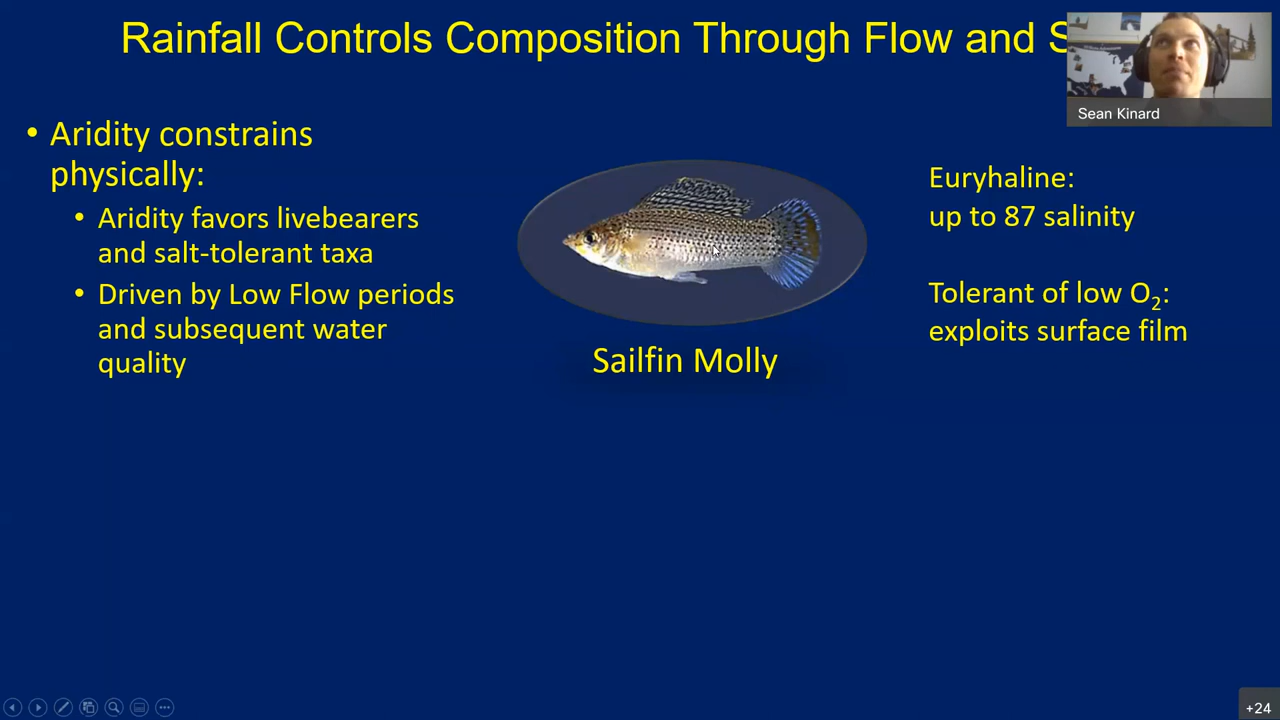 Rainfall Controls Composition Through Flow and
Sean Kinard
• Aridity constrains
physically:
• Aridity favors livebearers
and salt-tolerant taxa
• Driven by Low Flow periods
and subsequent water
quality
Sailfin Molly
Euryhaline:
up to 87 salinity
Tolerant of low O₂:
exploits surface film
+24